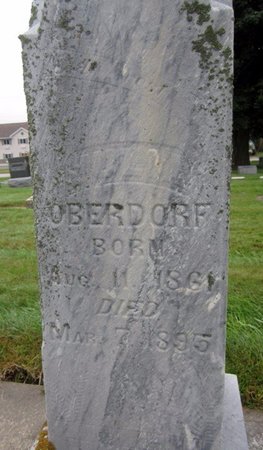 OBERDORF
BORN
AUG. 11. 1861
DIED
MAR. 7. 1895